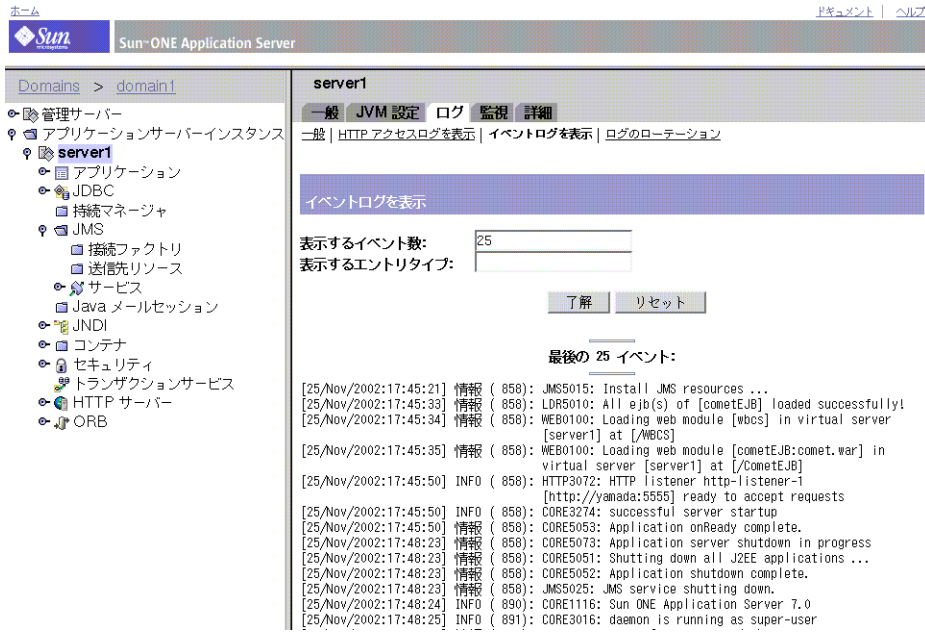 ホーム
ドキュメント | ヘルプ
Sun
microsystems
Sun™ONE Application Server
Domains > domain1
管理サーバー
アプリケーションサーバーインスタンス
server1
アプリケーション
JDBC
持続マネージャ
JMS
接続ファクトリ
送信先リソース
サービス
Java メールセッション
JNDI
コンテナ
セキュリティ
トランザクションサービス
HTTP サーバー
ORB
server1
一般 JVM 設定 ログ 監視 詳細
一般 | HTTP アクセスログを表示 | イベントログを表示 | ログのローテーション
イベントログを表示
表示するイベント数: 25
表示するエントリタイプ:
了解 リセット
最後の 25 イベント:
[25/Nov/2002:17:45:21] 情報 ( 858): JMS5015: Install JMS resources ...
[25/Nov/2002:17:45:33] 情報 ( 858): LDR5010: All ejb(s) of [cometEJB] loaded successfully!
[25/Nov/2002:17:45:34] 情報 ( 858): WEB0100: Loading web module [wbcs] in virtual server
[server1] at [/WBCS]
[25/Nov/2002:17:45:35] 情報 ( 858): WEB0100: Loading web module [cometEJB:comet.war] in
virtual server [server1] at [/CometEJB]
[25/Nov/2002:17:45:50] INFO ( 858): HTTP3072: HTTP listener http-listener-1
[http://yamada:5555] ready to accept requests
[25/Nov/2002:17:45:50] INFO ( 858): CORE3274: successful server startup
[25/Nov/2002:17:45:50] 情報 ( 858): CORE5053: Application onReady complete.
[25/Nov/2002:17:48:23] 情報 ( 858): CORE5073: Application server shutdown in progress
[25/Nov/2002:17:48:23] 情報 ( 858): CORE5051: Shutting down all J2EE applications ...
[25/Nov/2002:17:48:23] 情報 ( 858): CORE5052: Application shutdown complete.
[25/Nov/2002:17:48:23] 情報 ( 858): JMS5025: JMS service shutting down.
[25/Nov/2002:17:48:24] INFO ( 890): CORE1116: Sun ONE Application Server 7.0
[25/Nov/2002:17:48:25] INFO ( 891): CORE3016: daemon is running as super-user